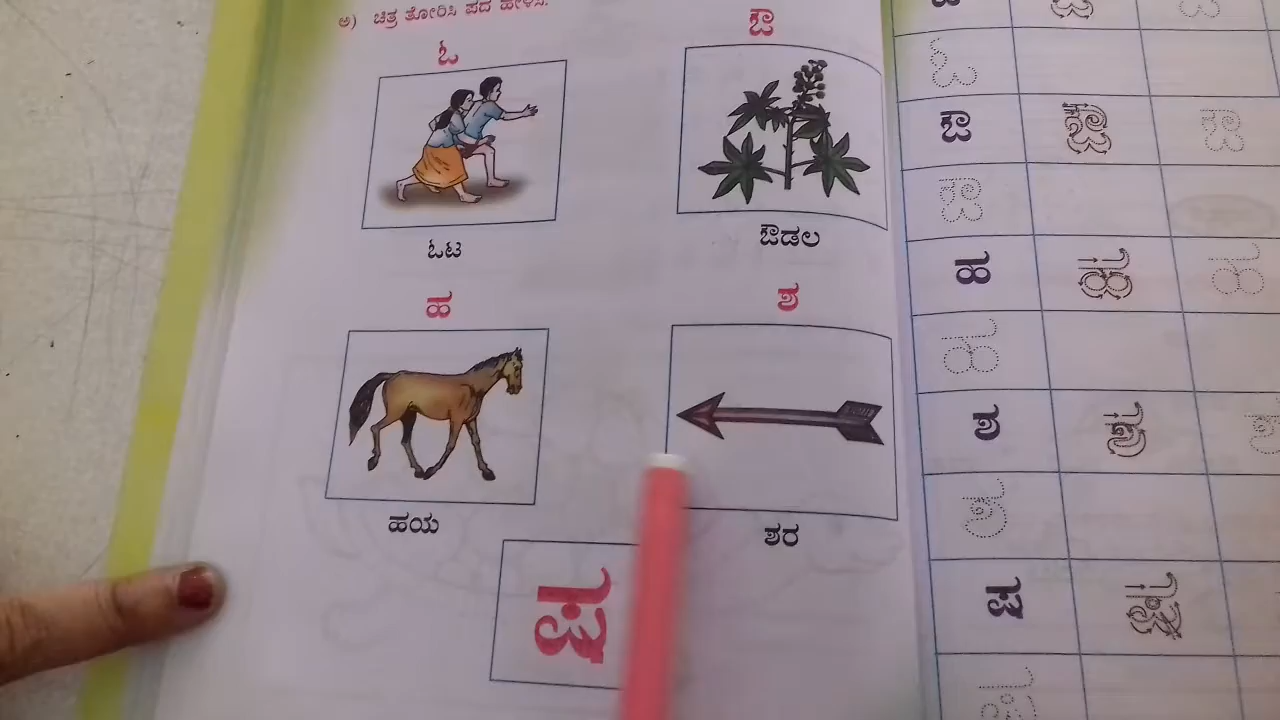 ಅ) ಚಿತ್ರ ತೋರಿಸಿ ಪದ ಹೇಳಿಸಿ.
ಓ
ಔ
ಓಟ
ಔಡಲ
ಹ
ಶ
ಹಯ
ಶರ
ಷ
ಓ
ಔ ಔ ಔ
ಔ
ಹ ಹ ಹ
ಹ
ಶ ಶ ಶ
ಶ
ಷ ಷ
ಷ